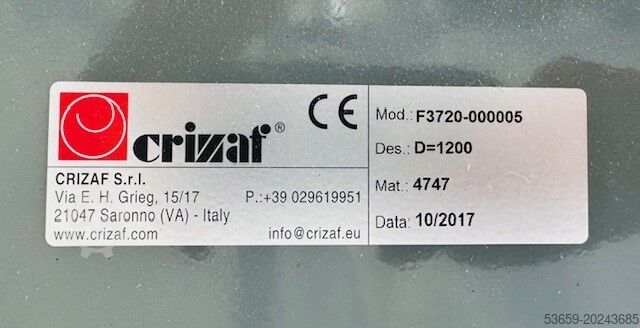 crizaf®
CE
CRIZAF S.r.l.
Via E. H. Grieg, 15/17 P.:+39 029619951
21047 Saronno (VA) - Italy
www.crizaf.com info@crizaf.eu
Mod.: F3720-000005
Des.: D=1200
Mat.: 4747
Data: 10/2017
53659-20243685